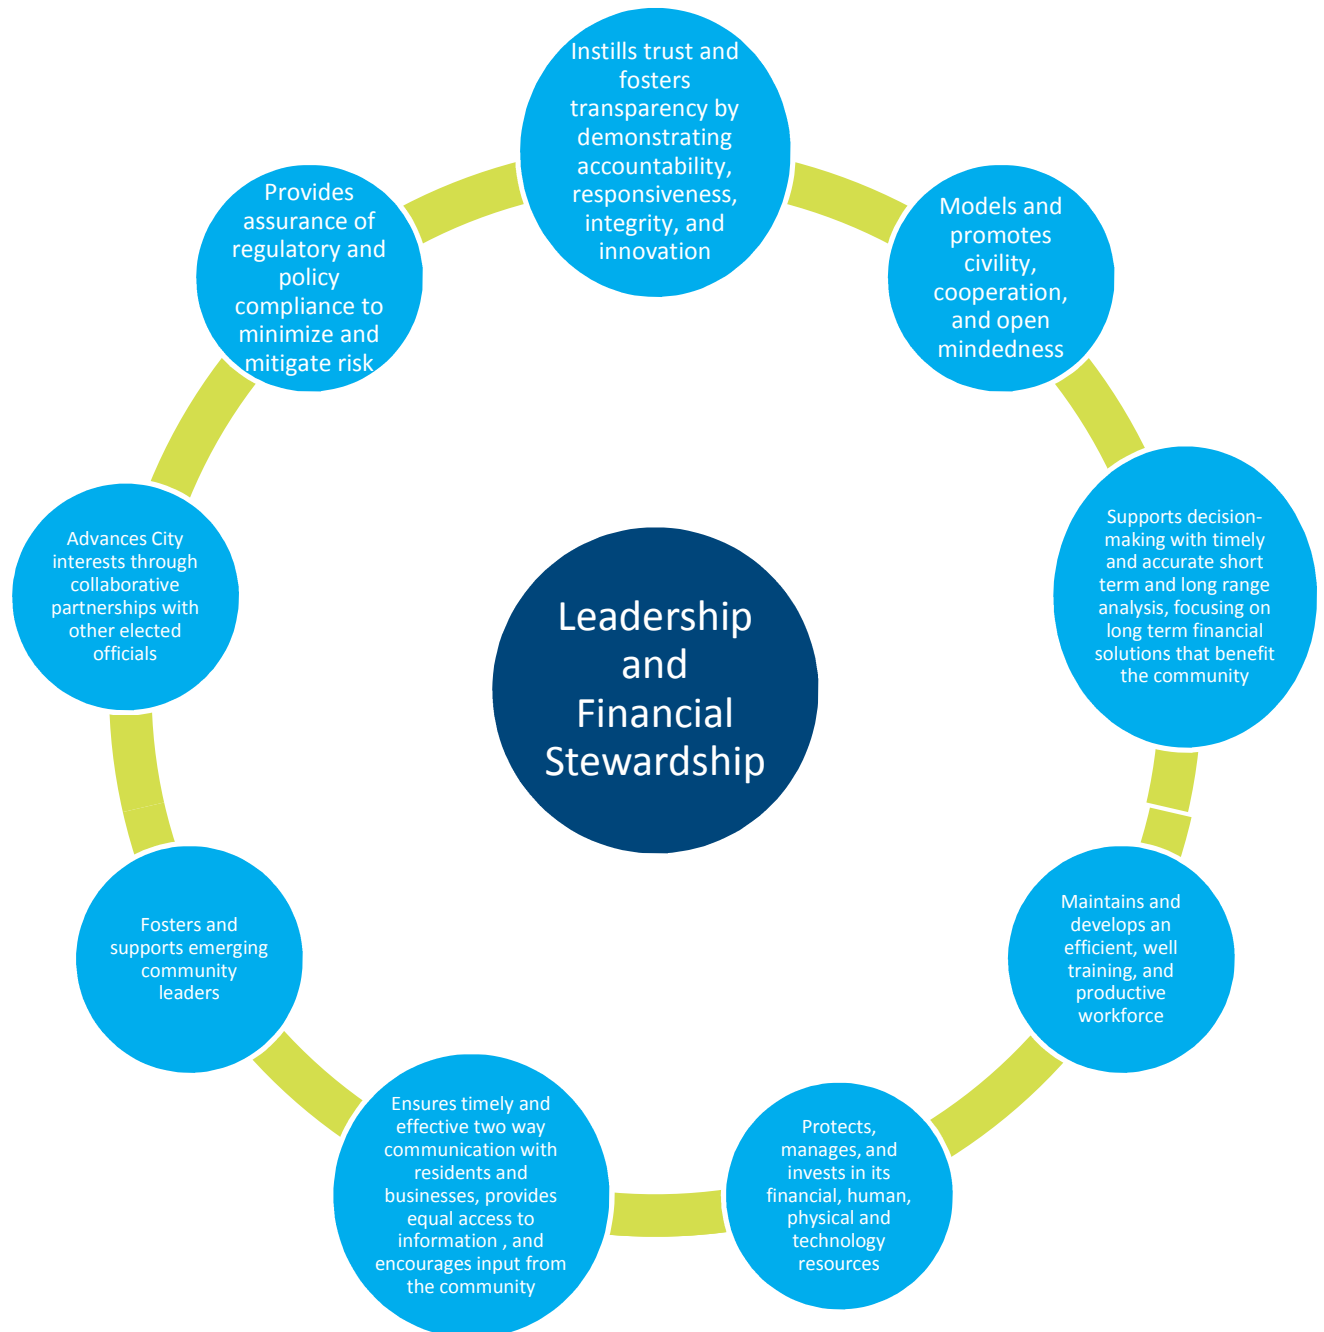 Instills trust and
fosters
transparency by
demonstrating
accountability,
responsiveness,
integrity, and
innovation
Models and
promotes
civility,
cooperation,
and open
mindedness
Supports decision-
making with timely
and accurate short
term and long range
analysis, focusing on
long term financial
solutions that benefit
the community
Maintains and
develops an
efficient, well
training, and
productive
workforce
Protects,
manages, and
invests in its
financial, human,
physical and
technology
resources
Ensures timely and
effective two way
communication with
residents and
businesses, provides
equal access to
information , and
encourages input from
the community
Fosters and
supports emerging
community
leaders
Advances City
interests through
collaborative
partnerships with
other elected
officials
Provides
assurance of
regulatory and
policy
compliance to
minimize and
mitigate risk
Leadership
and
Financial
Stewardship